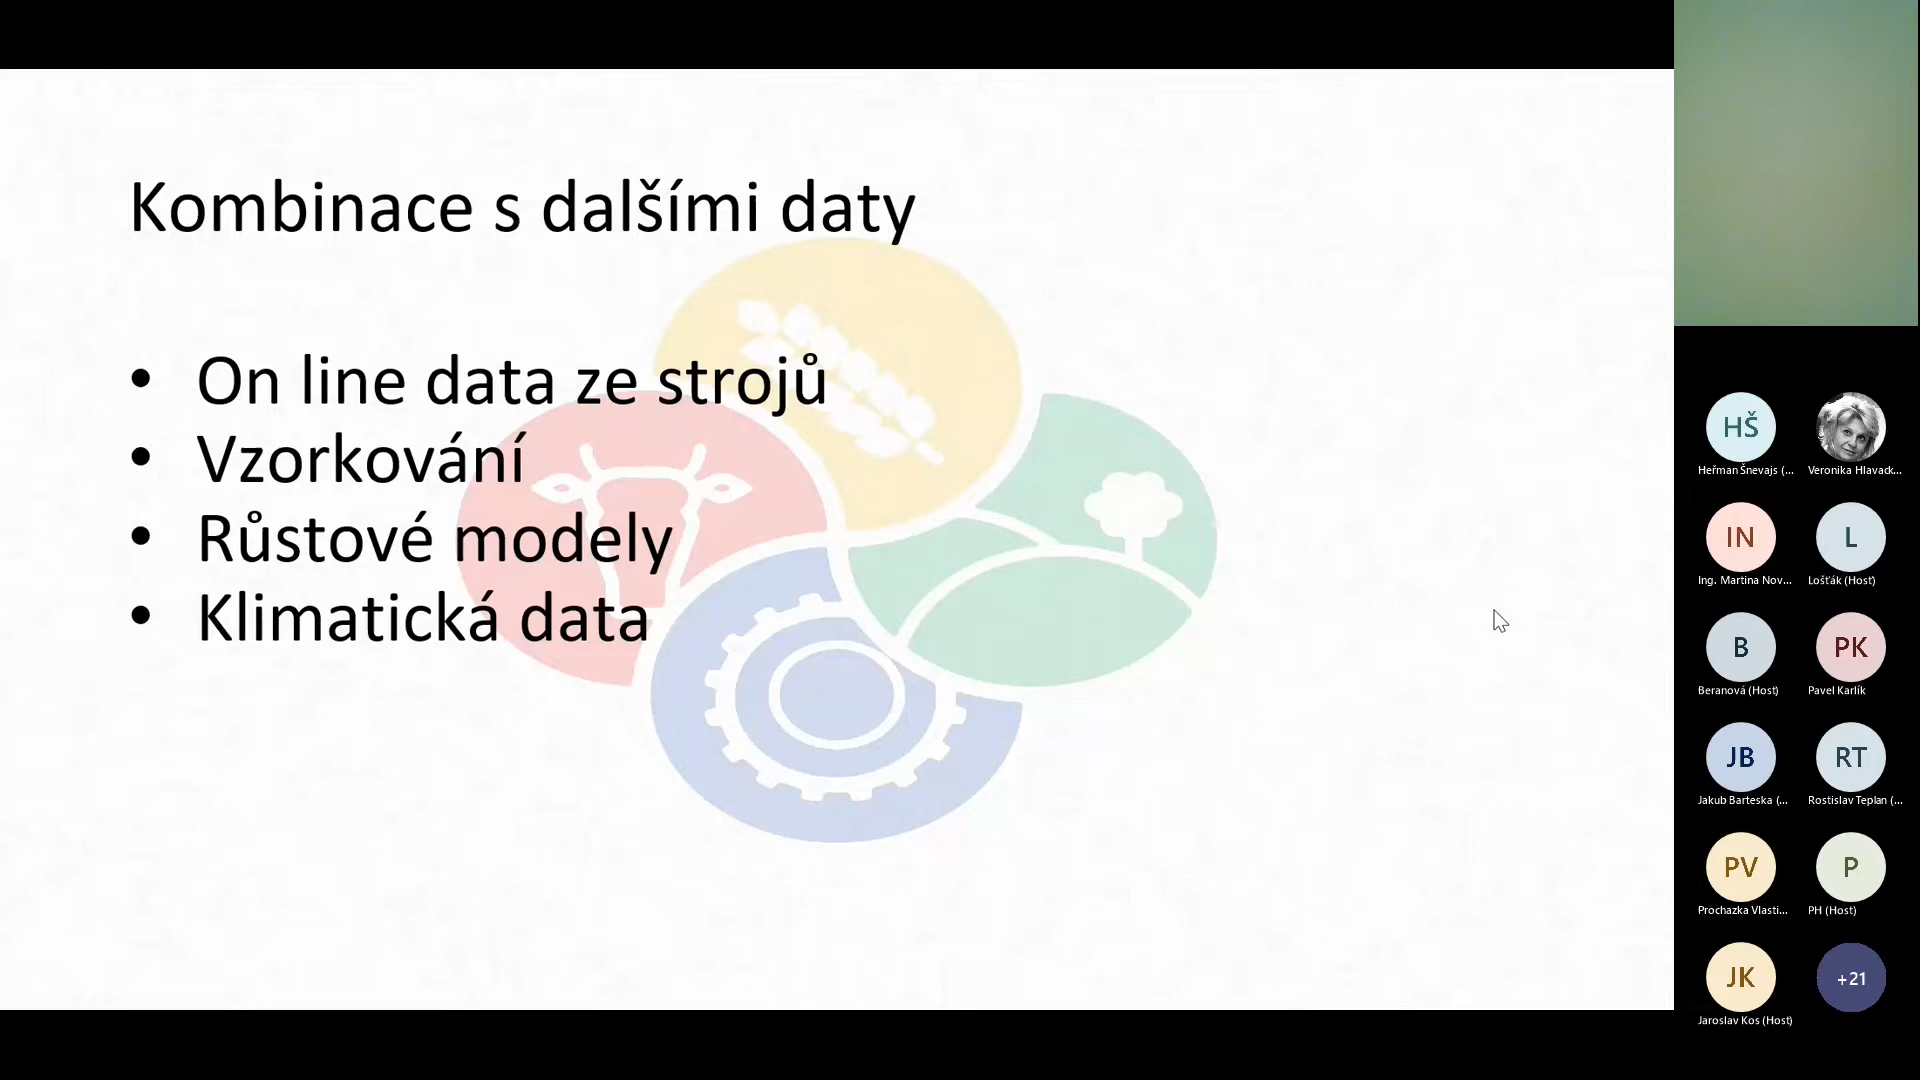 Kombinace s dalšími daty
• On line data ze strojů
• Vzorkování
• Růstové modely
• Klimatická data
HŠ
Heřman Šnevajs (...
Veronika Hlavack...
IN
Ing. Martina Nov...
L
Lošťák (Host)
B
Beranová (Host)
PK
Pavel Karlík
JB
Jakub Barteska (...
RT
Rostislav Teplan (...
PV
Prochazka Vlasti...
P
PH (Host)
JK
Jaroslav Kos (Host)
+21